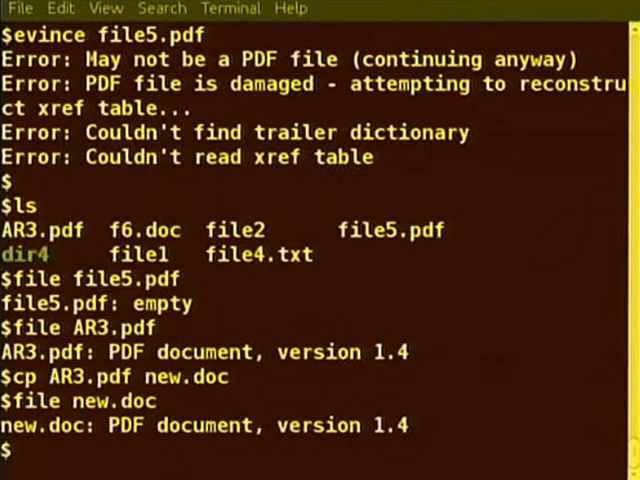 File Edit View Search Terminal Help
$evince file5.pdf
Error: May not be a PDF file (continuing anyway)
Error: PDF file is damaged - attempting to reconstru
ct xref table...
Error: Couldn't find trailer dictionary
Error: Couldn't read xref table
$
$ls
AR3.pdf f6.doc file2 file5.pdf
dir4 file1 file4.txt
$file file5.pdf
file5.pdf: empty
$file AR3.pdf
AR3.pdf: PDF document, version 1.4
$cp AR3.pdf new.doc
$file new.doc
new.doc: PDF document, version 1.4
$